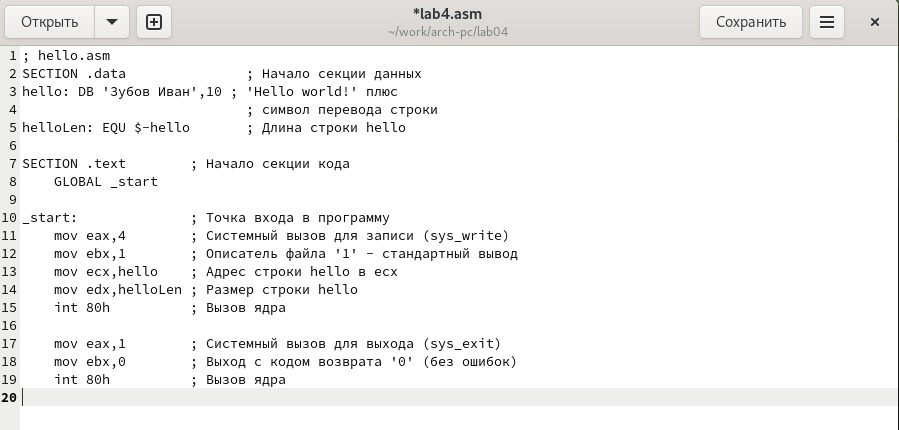 Открыть
*lab4.asm
~/work/arch-pc/lab04
Сохранить
1 ; hello.asm
2 SECTION .data               ; Начало секции данных
3 hello: DB 'Зубов Иван',10 ; 'Hello world!' плюс
4                             ; символ перевода строки
5 helloLen: EQU $-hello       ; Длина строки hello
6
7 SECTION .text        ; Начало секции кода
8     GLOBAL _start
9
10 _start:              ; Точка входа в программу
11     mov eax,4        ; Системный вызов для записи (sys_write)
12     mov ebx,1        ; Описатель файла '1' - стандартный вывод
13     mov ecx,hello    ; Адрес строки hello в ecx
14     mov edx,helloLen ; Размер строки hello
15     int 80h          ; Вызов ядра
16
17     mov eax,1        ; Системный вызов для выхода (sys_exit)
18     mov ebx,0        ; Выход с кодом возврата '0' (без ошибок)
19     int 80h          ; Вызов ядра
20